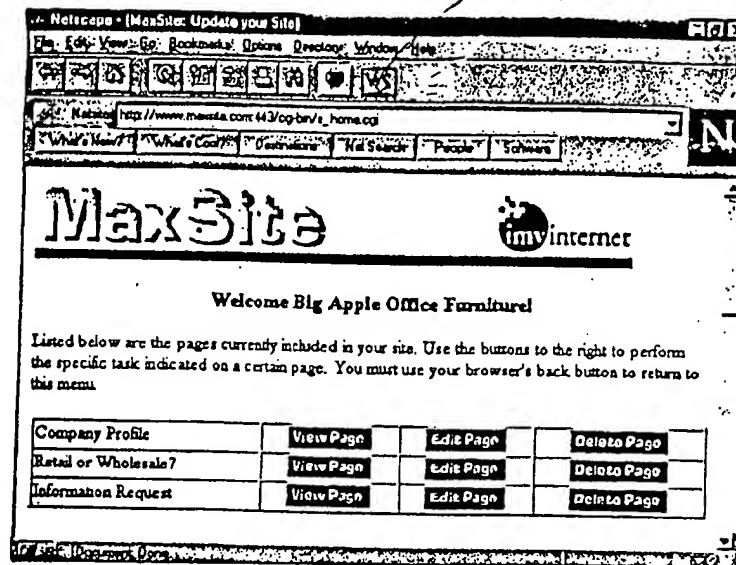 Netscape - [MaxSite: Update your Site]
File Edit View Go Bookmarks Options Directory Window Help
http://www.maxsite.com:443/cg-bin/s_home.cgi
What's New? What's Cool? Destinations Net Search People Software
N
MaxSite
imv internet
Welcome Big Apple Office Furniture!
Listed below are the pages currently included in your site. Use the buttons to the right to perform
the specific task indicated on a certain page. You must use your browser's back button to return to
this menu.
Company Profile View Page Edit Page Delete Page
Retail or Wholesale? View Page Edit Page Delete Page
Information Request View Page Edit Page Delete Page
Document Done